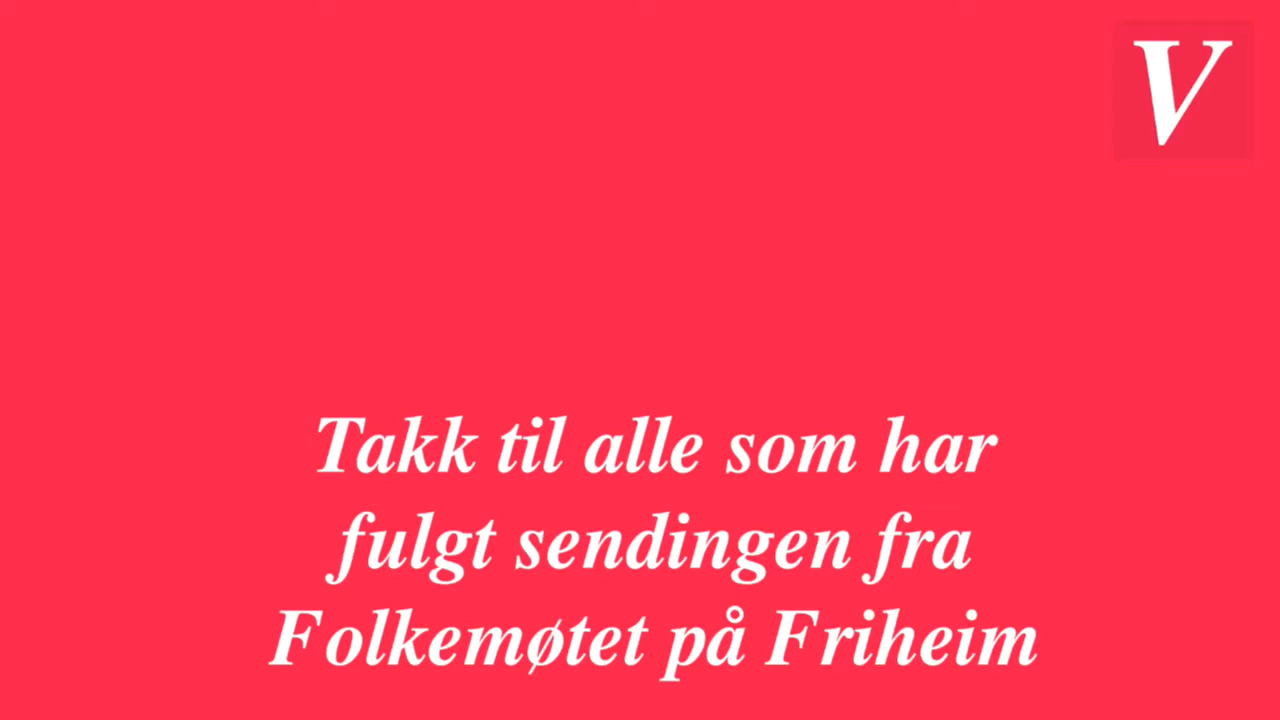 V
Takk til alle som har
fulgt sendingen fra
Folkemøtet på Friheim